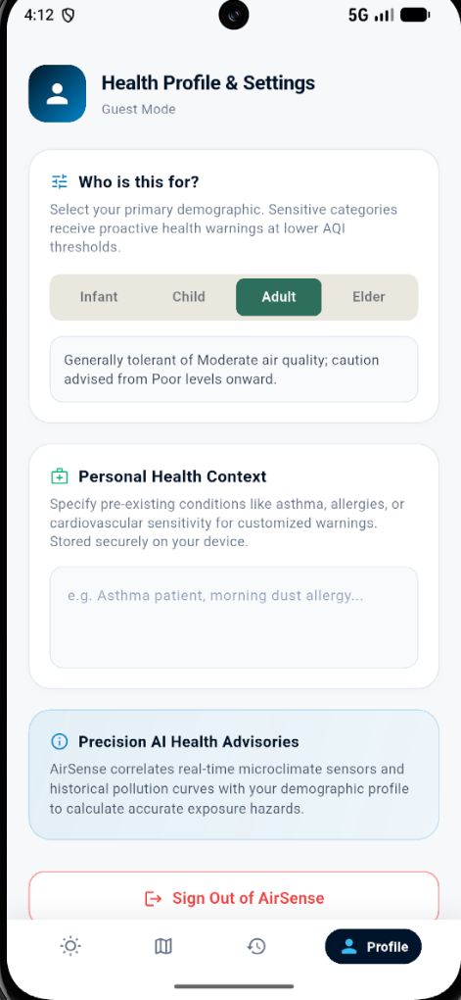 4:12
5G
Health Profile & Settings
Guest Mode
Who is this for?
Select your primary demographic. Sensitive categories
receive proactive health warnings at lower AQI
thresholds.
Infant
Child
Adult
Elder
Generally tolerant of Moderate air quality; caution
advised from Poor levels onward.
Personal Health Context
Specify pre-existing conditions like asthma, allergies, or
cardiovascular sensitivity for customized warnings.
Stored securely on your device.
e.g. Asthma patient, morning dust allergy...
Precision AI Health Advisories
AirSense correlates real-time microclimate sensors and
historical pollution curves with your demographic profile
to calculate accurate exposure hazards.
Sign Out of AirSense
Profile